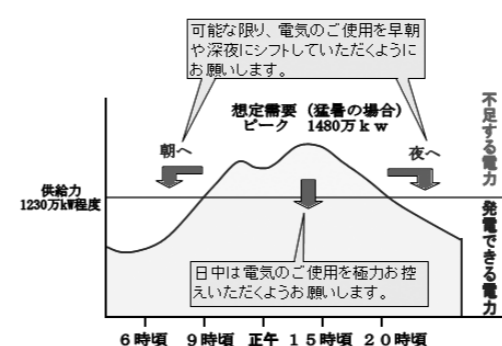 可能な限り、電気のご使用を早朝
や深夜にシフトしていただくように
お願いします。
想定需要（猛暑の場合）
ピーク　1480万ｋｗ
朝へ
夜へ
不足する電力
供給力
1230万kW程度
発電できる電力
日中は電気のご使用を極力お控
えいただくようお願いします。
６時頃　９時頃　正午　１５時頃　２０時頃